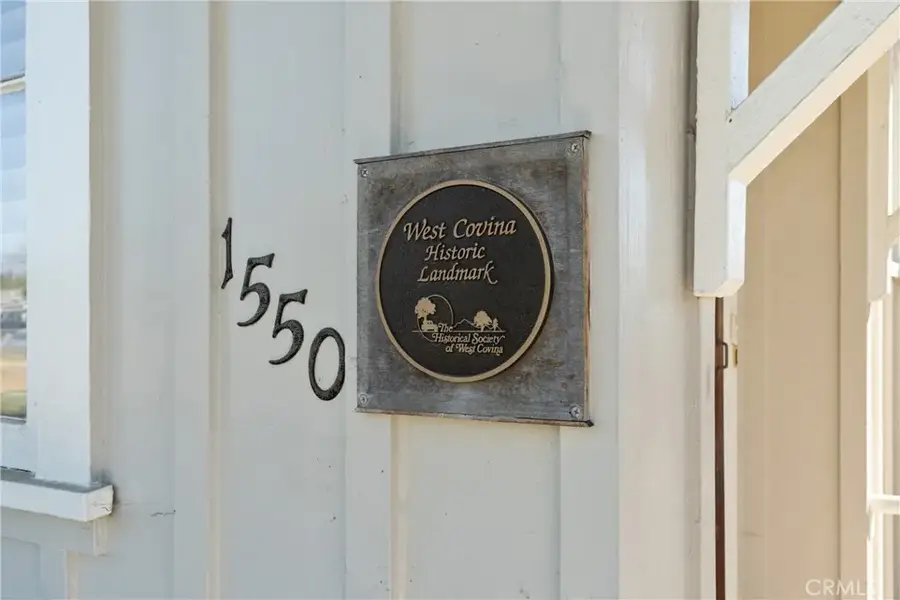 1550
West Covina
Historic
Landmark
The
Historical Society
of West Covina
CRMLS